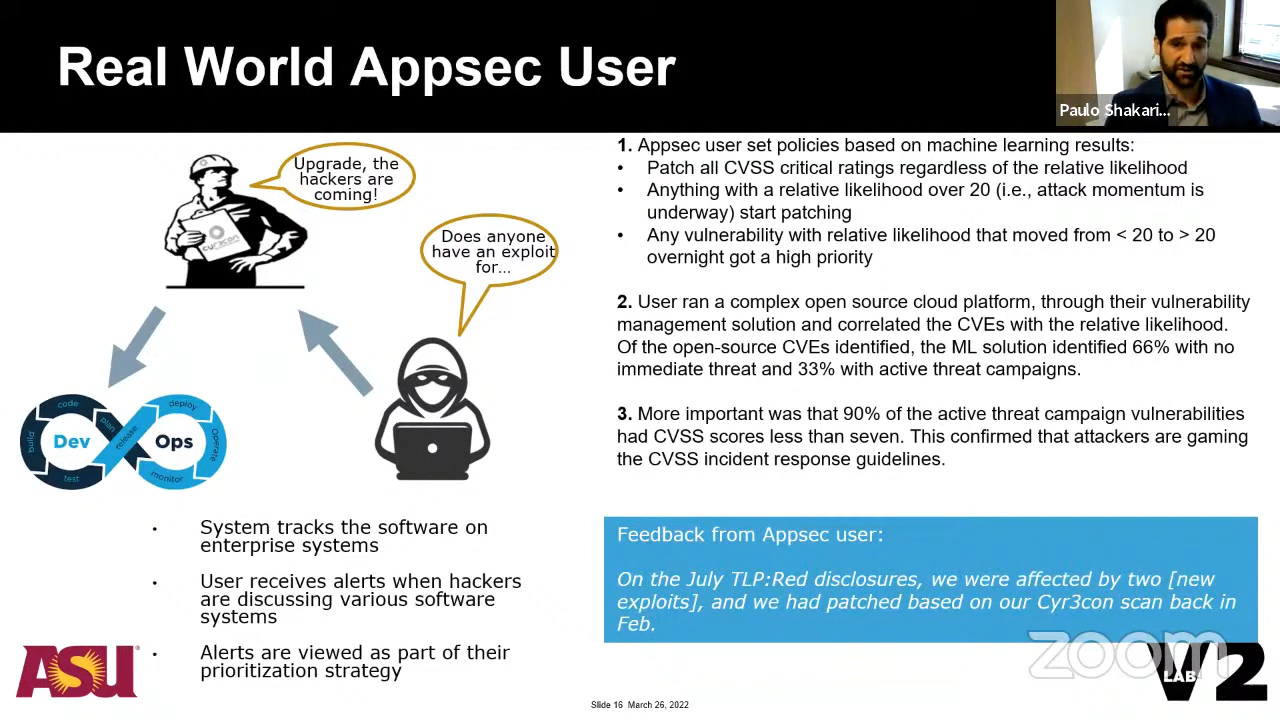 Real World Appsec User
Paulo Shakari...
Upgrade, the
hackers are
coming!
Does anyone
have an exploit
for...
cyr3con
code
plan
build
test
release
deploy
operate
monitor
Dev
Ops
• System tracks the software on
enterprise systems
• User receives alerts when hackers
are discussing various software
systems
• Alerts are viewed as part of their
prioritization strategy
1. Appsec user set policies based on machine learning results:
• Patch all CVSS critical ratings regardless of the relative likelihood
• Anything with a relative likelihood over 20 (i.e., attack momentum is
underway) start patching
• Any vulnerability with relative likelihood that moved from < 20 to > 20
overnight got a high priority
2. User ran a complex open source cloud platform, through their vulnerability
management solution and correlated the CVEs with the relative likelihood.
Of the open-source CVEs identified, the ML solution identified 66% with no
immediate threat and 33% with active threat campaigns.
3. More important was that 90% of the active threat campaign vulnerabilities
had CVSS scores less than seven. This confirmed that attackers are gaming
the CVSS incident response guidelines.
Feedback from Appsec user:
On the July TLP:Red disclosures, we were affected by two [new
exploits], and we had patched based on our Cyr3con scan back in
Feb.
ASU
Slide 16 March 26, 2022
zoom
V2
LAB